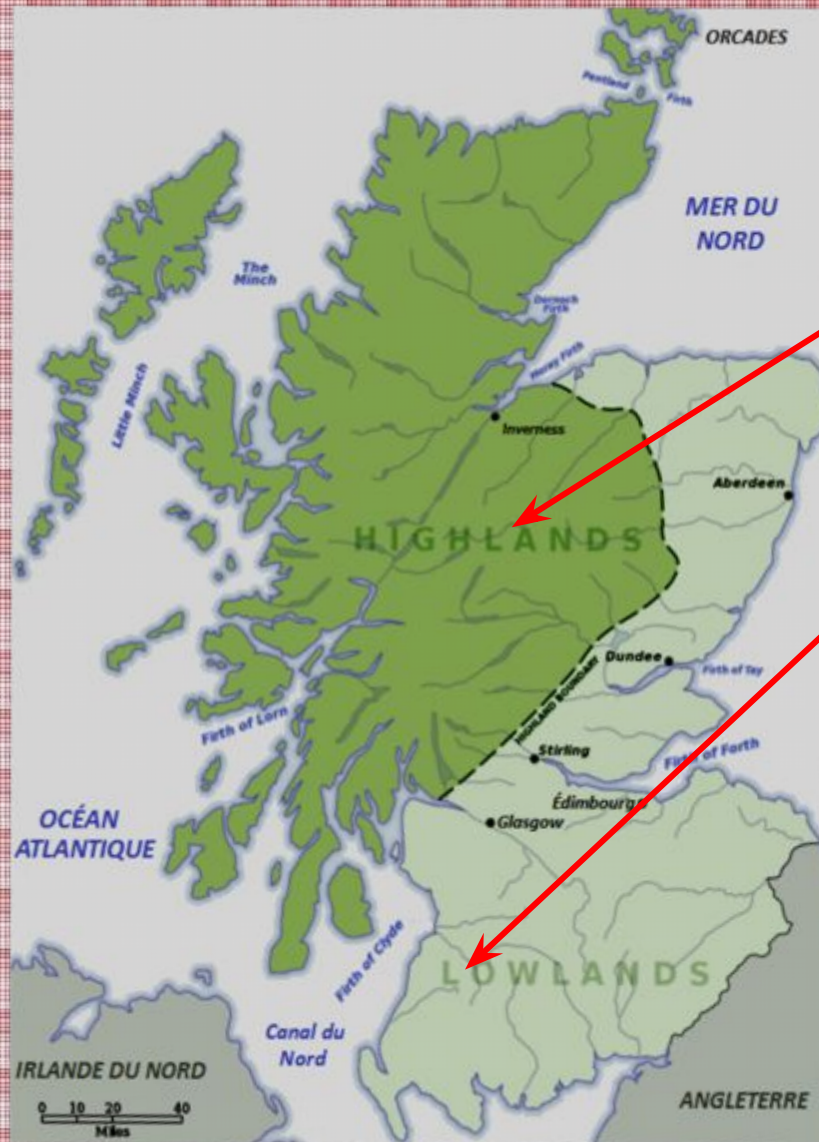 ORCADES
Pentland
Firth
MER DU
NORD
The
Minch
Dornoch
Firth
Little Minch
Moray Firth
Inverness
Aberdeen
HIGHLANDS
HIGHLAND BOUNDARY
Dundee
Firth of Tay
Firth of Lorn
Stirling
Firth of Forth
Édimbourg
OCÉAN
ATLANTIQUE
Glasgow
Firth of Clyde
LOWLANDS
Canal du
Nord
IRLANDE DU NORD
ANGLETERRE
0 10 20 40
Miles